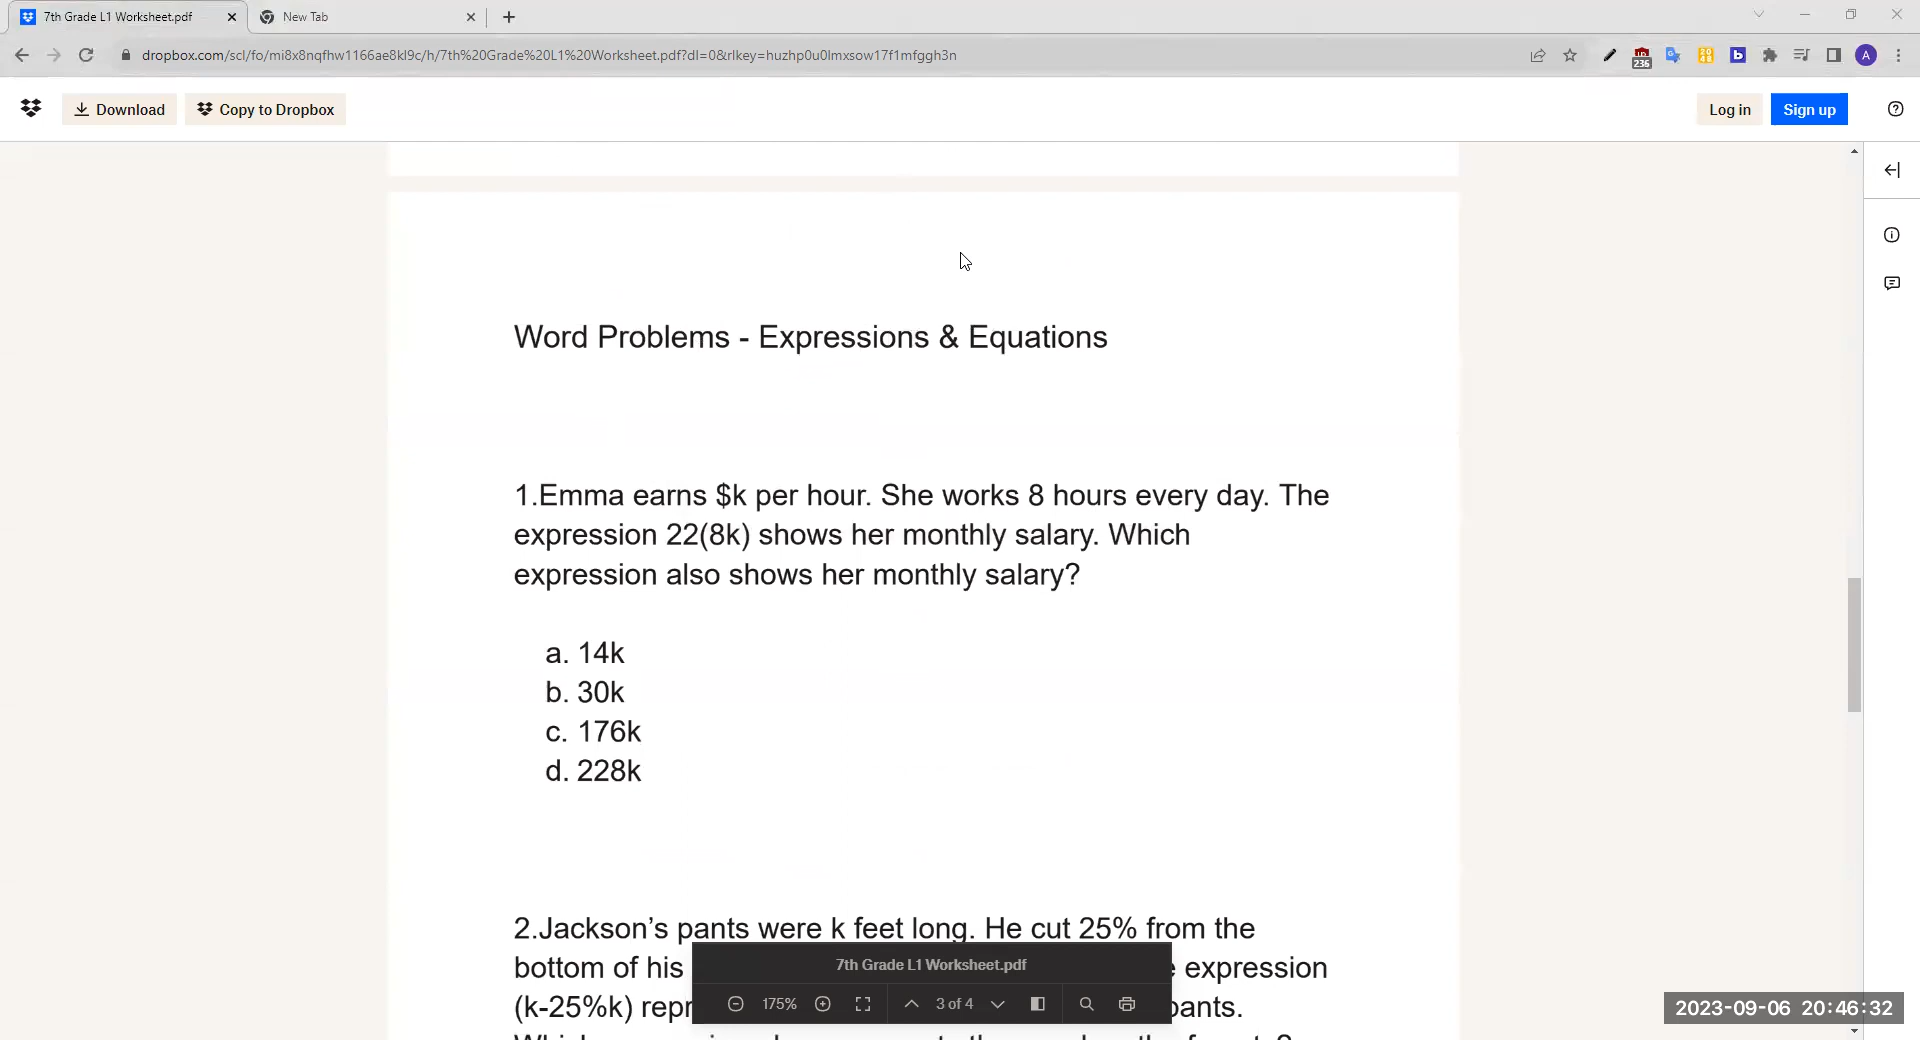 7th Grade L1 Worksheet.pdf
New Tab
dropbox.com/scl/fo/mi8x8nqfhw1166ae8kl9c/h/7th%20Grade%20L1%20Worksheet.pdf?dl=0&rlkey=huzhp0u0lmxsow17f1mfggh3n
235
A
Download
Copy to Dropbox
Log in
Sign up
Word Problems - Expressions & Equations
1.Emma earns $k per hour. She works 8 hours every day. The
expression 22(8k) shows her monthly salary. Which
expression also shows her monthly salary?
a. 14k
b. 30k
c. 176k
d. 228k
2.Jackson's pants were k feet long. He cut 25% from the
bottom of his
expression
(k-25%k)
pants.
7th Grade L1 Worksheet.pdf
175%
3 of 4
2023-09-06 20:46:32